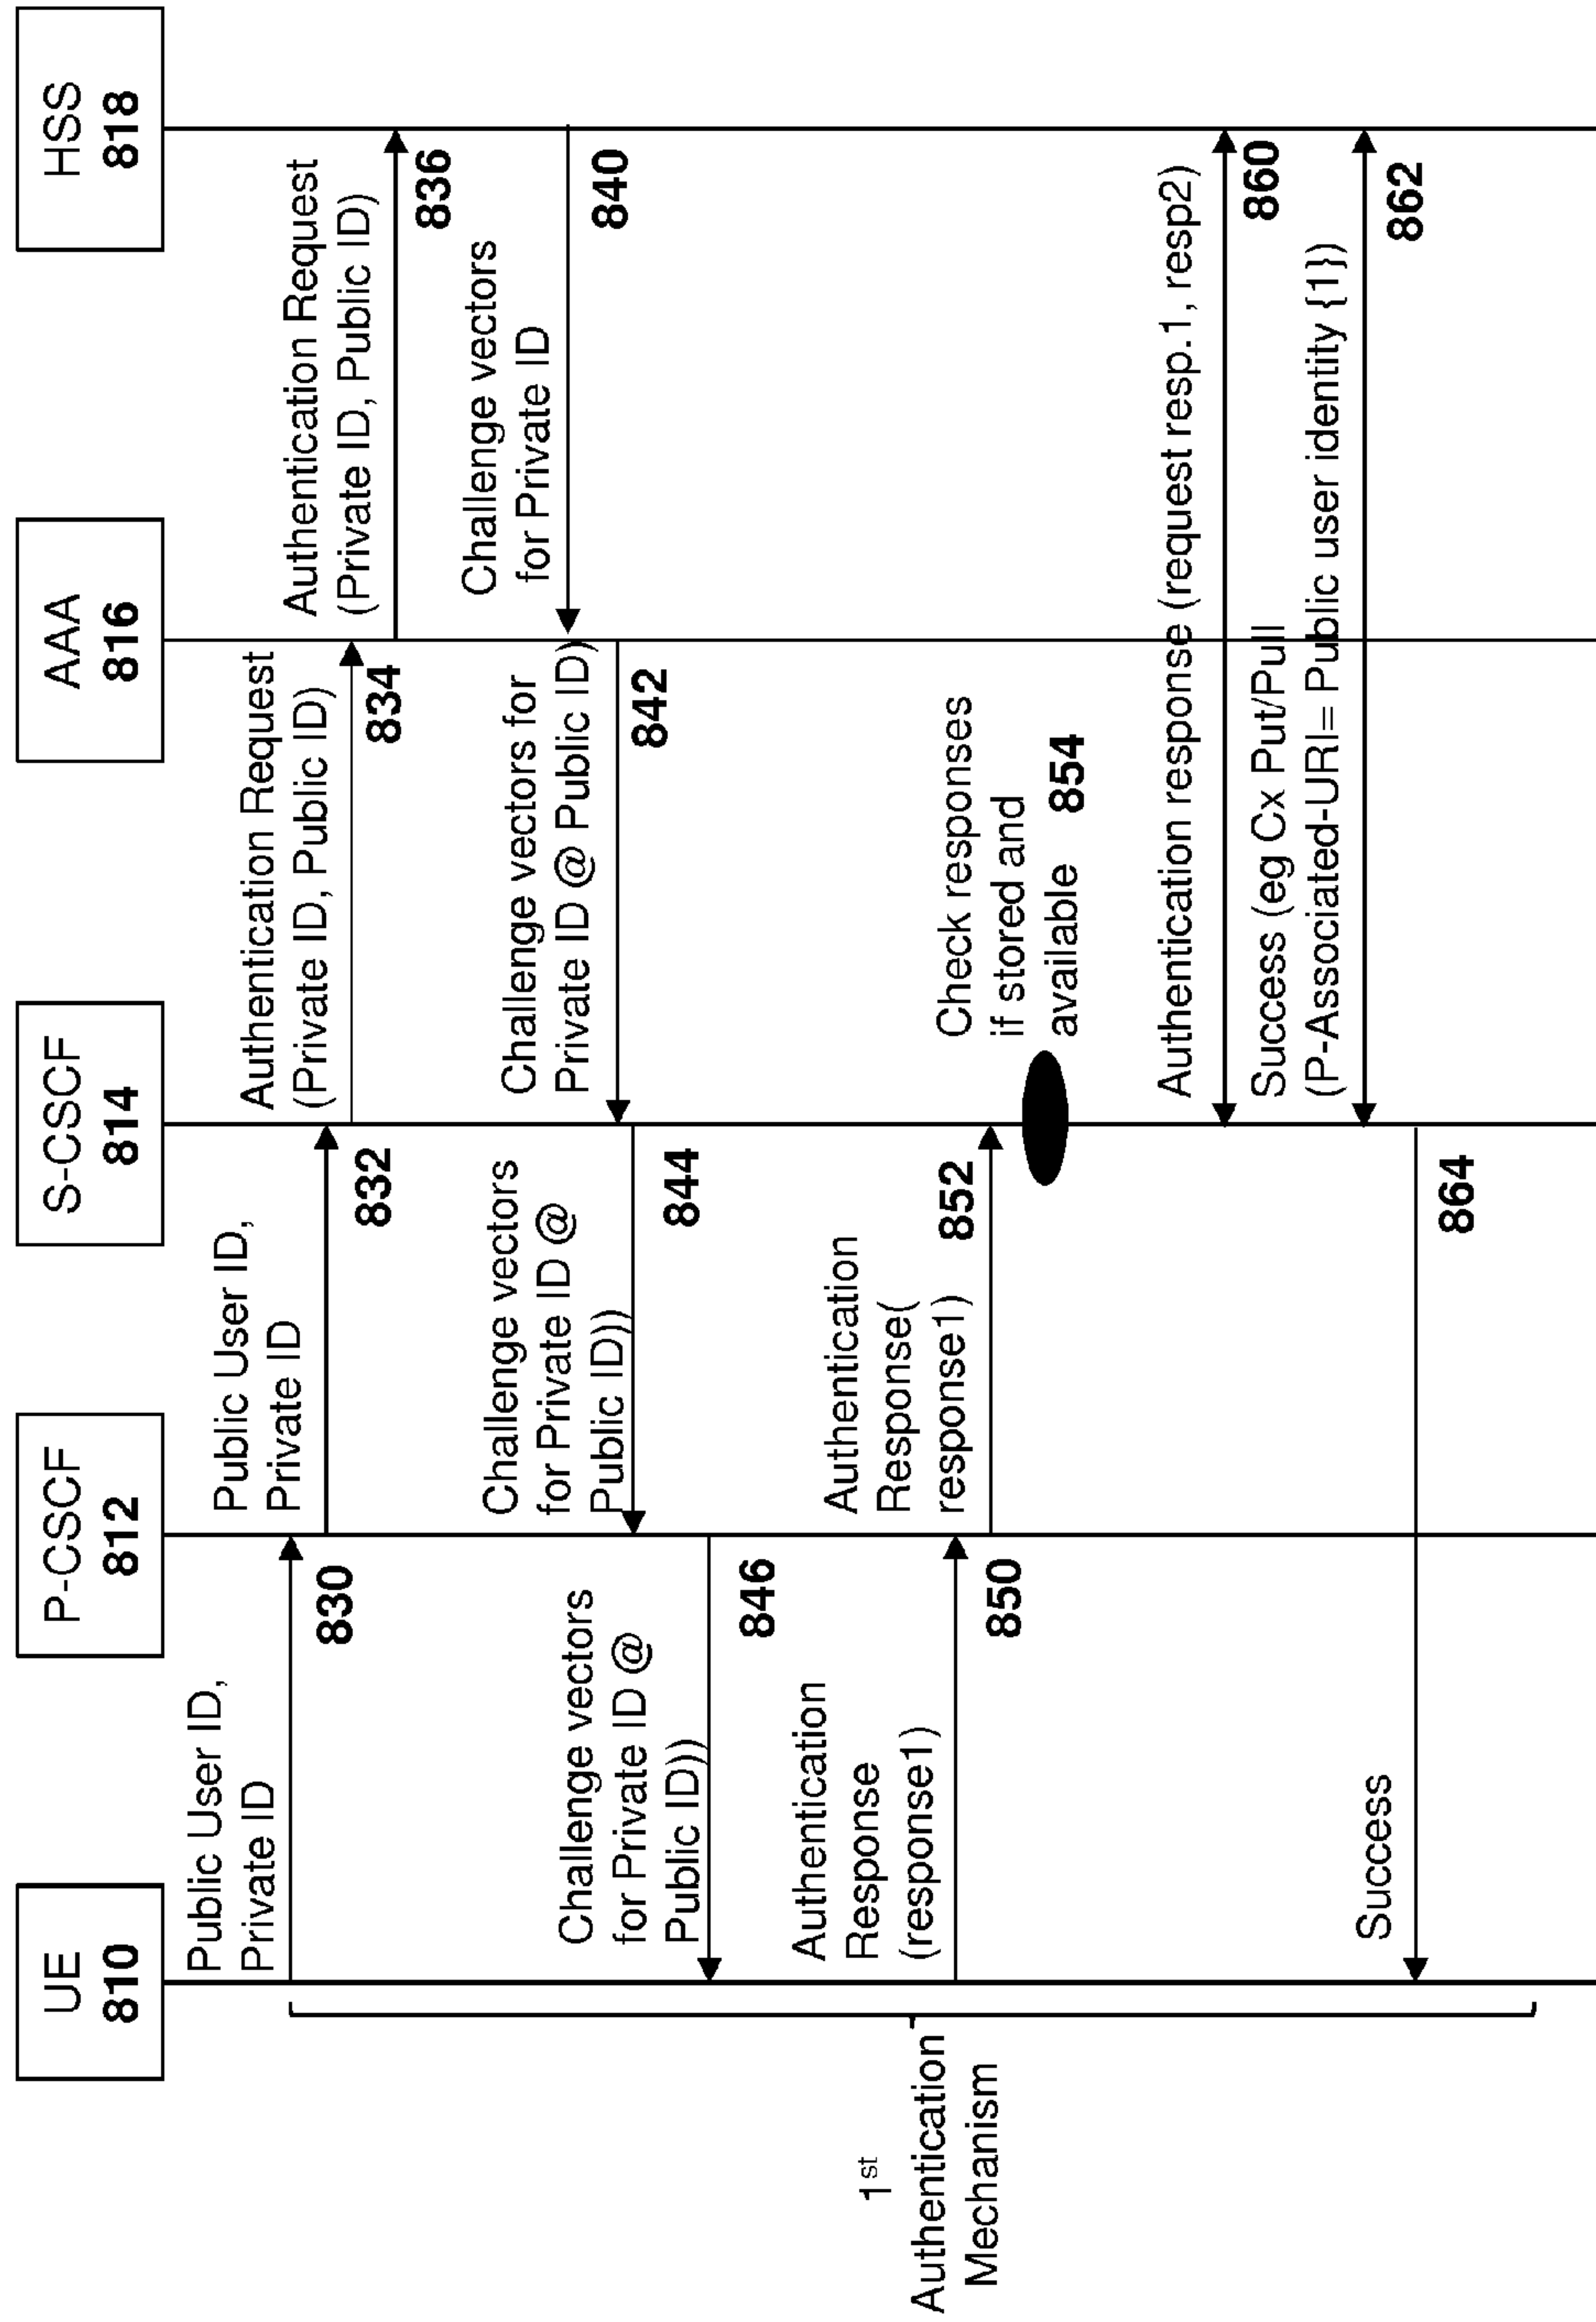 UE
810
P-CSCF
812
S-CSCF
814
AAA
816
HSS
818
Public User ID,
Private ID
830
Public User ID,
Private ID
832
Authentication Request
(Private ID, Public ID)
834
Authentication Request
(Private ID, Public ID)
836
Challenge vectors
for Private ID
840
Challenge vectors for
Private ID @ Public ID)
842
Challenge vectors
for Private ID @
Public ID))
844
Challenge vectors
for Private ID @
Public ID))
846
Authentication
Response
(response1)
850
Authentication
Response(
response1)
852
Check responses
if stored and
available 854
Authentication response (request resp.1, resp2)
860
Success (eg Cx Put/Pull
(P-Associated-URI= Public user identity {1})
862
Success
864
1st
Authentication
Mechanism